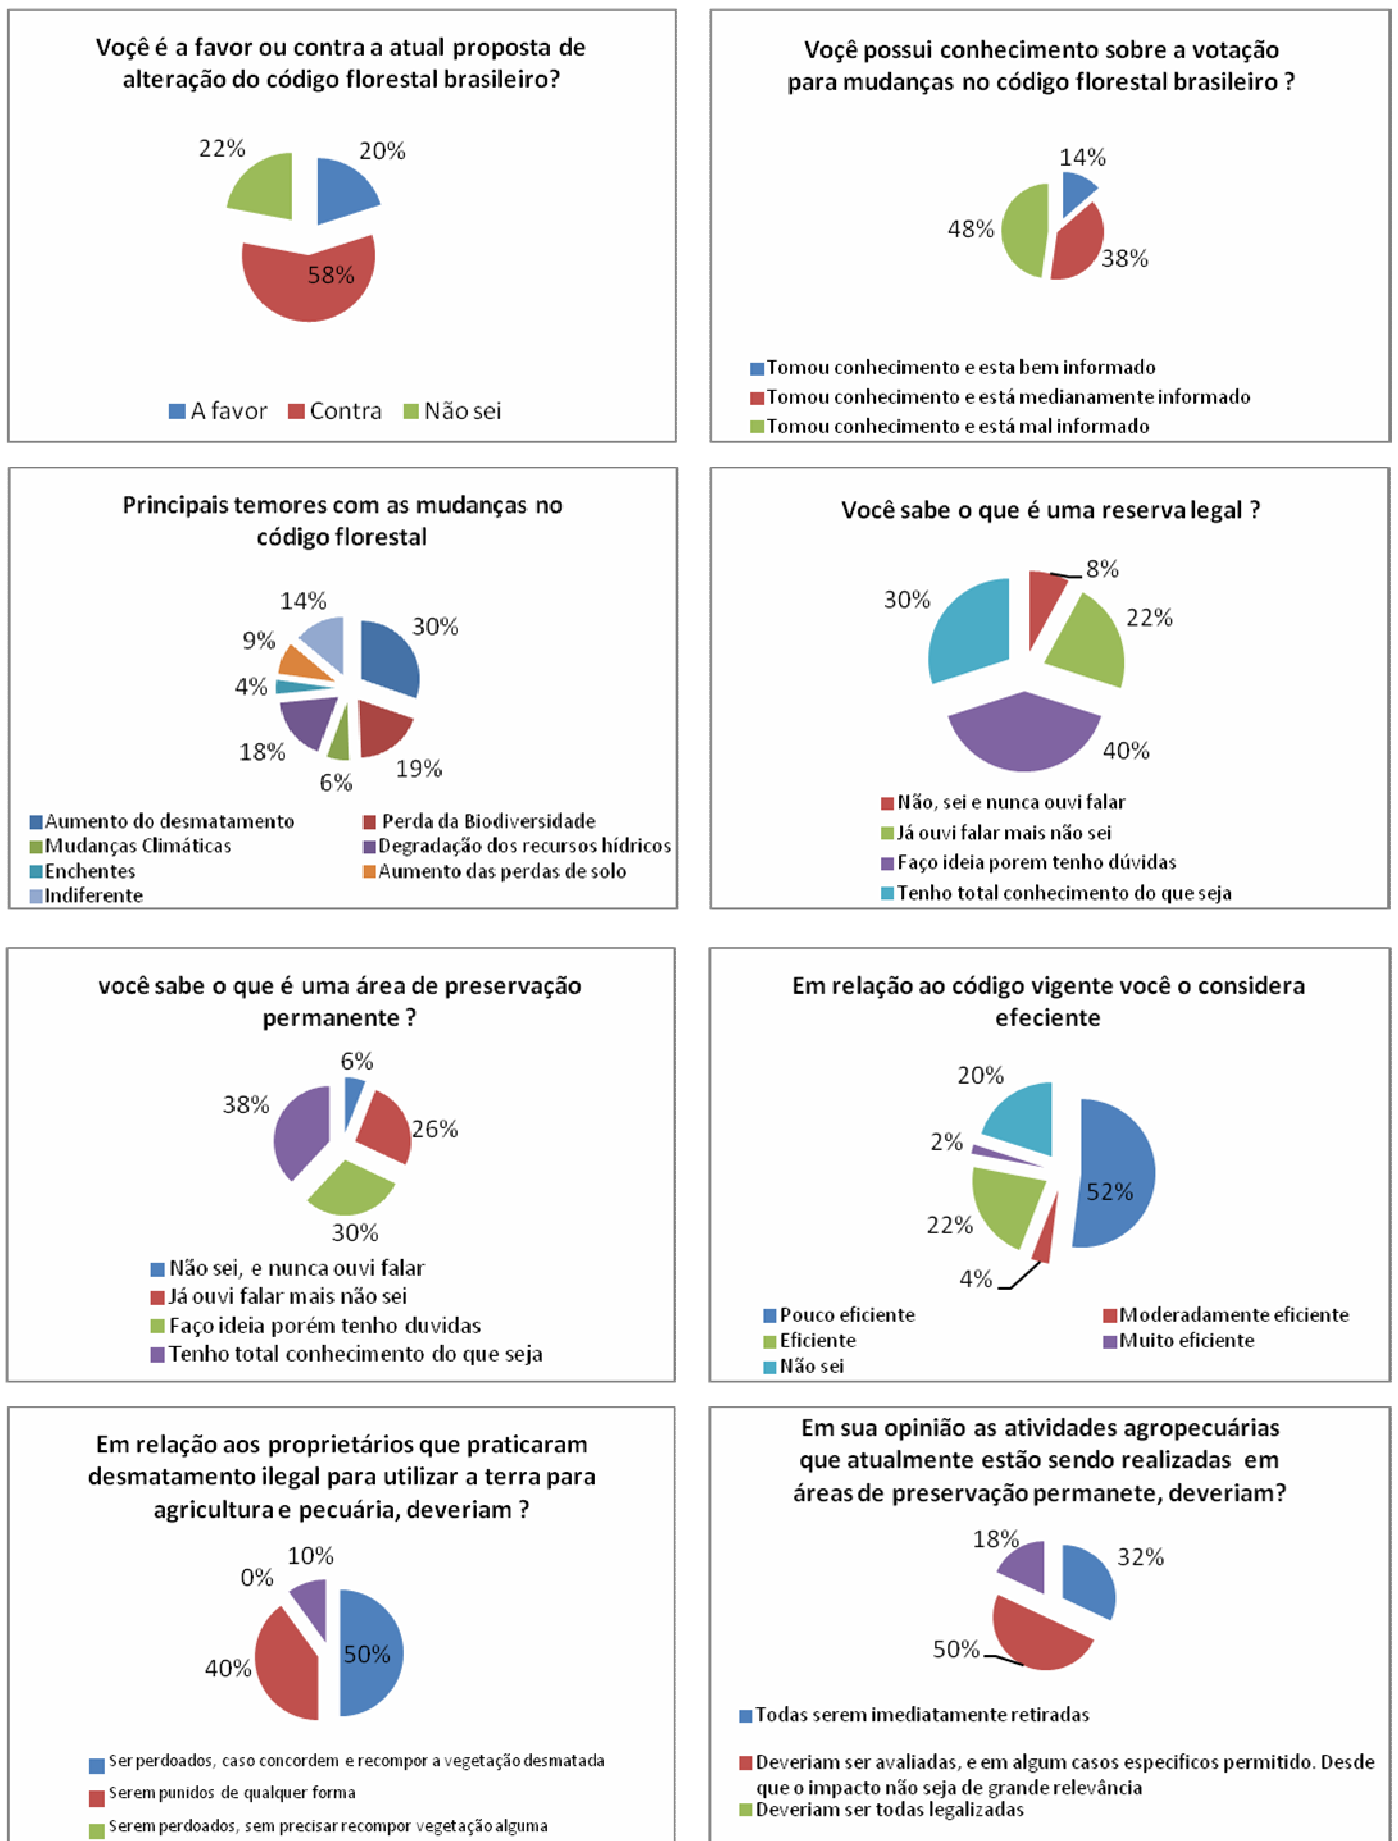 Voçê é a favor ou contra a atual proposta de
alteração do código florestal brasileiro?
22%
20%
58%
A favor
Contra
Não sei
Voçê possui conhecimento sobre a votação
para mudanças no código florestal brasileiro ?
14%
48%
38%
Tomou conhecimento e esta bem informado
Tomou conhecimento e está medianamente informado
Tomou conhecimento e está mal informado
Principais temores com as mudanças no
código florestal
14%
30%
9%
4%
18%
6%
19%
Aumento do desmatamento
Perda da Biodiversidade
Mudanças Climáticas
Degradação dos recursos hídricos
Enchentes
Aumento das perdas de solo
Indiferente
Você sabe o que é uma reserva legal ?
8%
30%
22%
40%
Não, sei e nunca ouvi falar
Já ouvi falar mais não sei
Faço ideia porem tenho dúvidas
Tenho total conhecimento do que seja
você sabe o que é uma área de preservação
permanente ?
6%
38%
26%
30%
Não sei, e nunca ouvi falar
Já ouvi falar mais não sei
Faço ideia porém tenho duvidas
Tenho total conhecimento do que seja
Em relação ao código vigente você o considera
efeciente
20%
2%
52%
22%
4%
Pouco eficiente
Moderadamente eficiente
Eficiente
Muito eficiente
Não sei
Em relação aos proprietários que praticaram
desmatamento ilegal para utilizar a terra para
agricultura e pecuária, deveriam ?
10%
0%
50%
40%
Ser perdoados, caso concordem e recompor a vegetação desmatada
Serem punidos de qualquer forma
Serem perdoados, sem precisar recompor vegetação alguma
Em sua opinião as atividades agropecuárias
que atualmente estão sendo realizadas em
áreas de preservação permanete, deveriam?
18%
32%
50%
Todas serem imediatamente retiradas
Deveriam ser avaliadas, e em algum casos especificos permitido. Desde
que o impacto não seja de grande relevância
Deveriam ser todas legalizadas